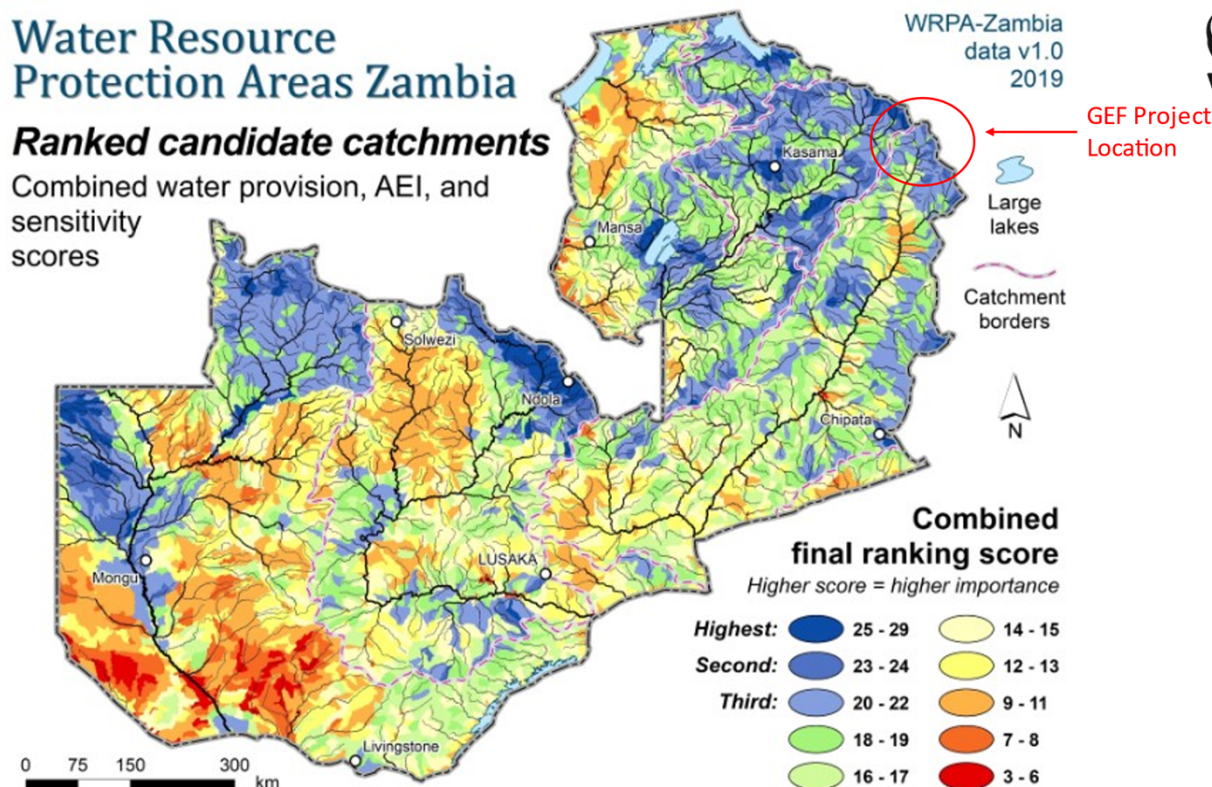 Water Resource
Protection Areas Zambia
Ranked candidate catchments
Combined water provision, AEI, and
sensitivity
scores
WRPA-Zambia
data v1.0
2019
GEF Project
Location
Large
lakes
Catchment
borders
N
Kasama
Mansa
Solwezi
Ndola
Chipata
LUSAKA
Mongu
Livingstone
Combined
final ranking score
Higher score = higher importance
Highest: 25 - 29 14 - 15
Second: 23 - 24 12 - 13
Third: 20 - 22 9 - 11
18 - 19 7 - 8
16 - 17 3 - 6
0 75 150 300
km